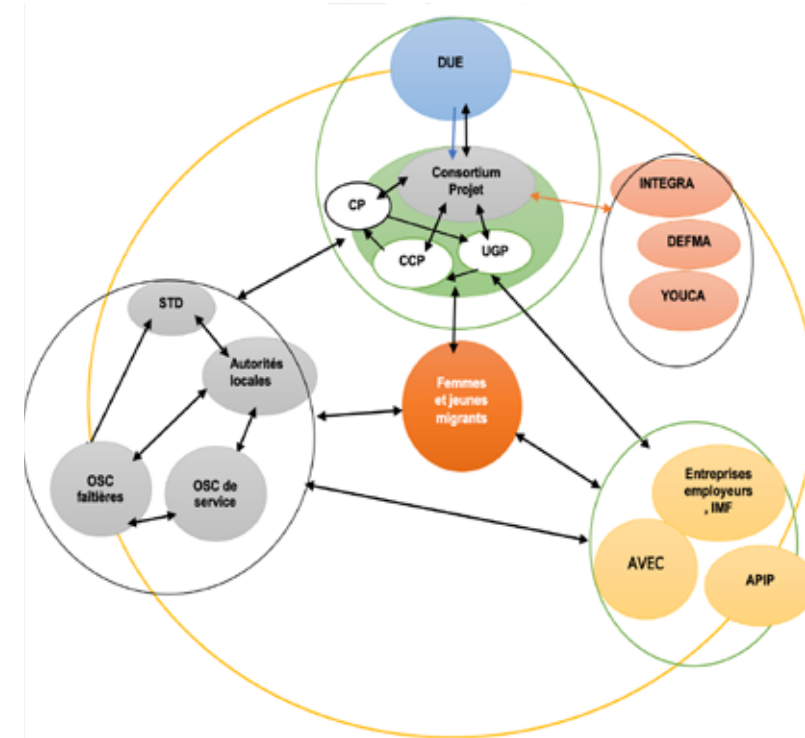 DUE
Consortium
Projet
CP
CCP
UGP
INTEGRA
DEFMA
YOUCA
STD
Autorités
locales
OSC
faîtières
OSC de
service
Femmes
et jeunes
migrants
Entreprises
employeurs
, IMF
AVEC
APIP